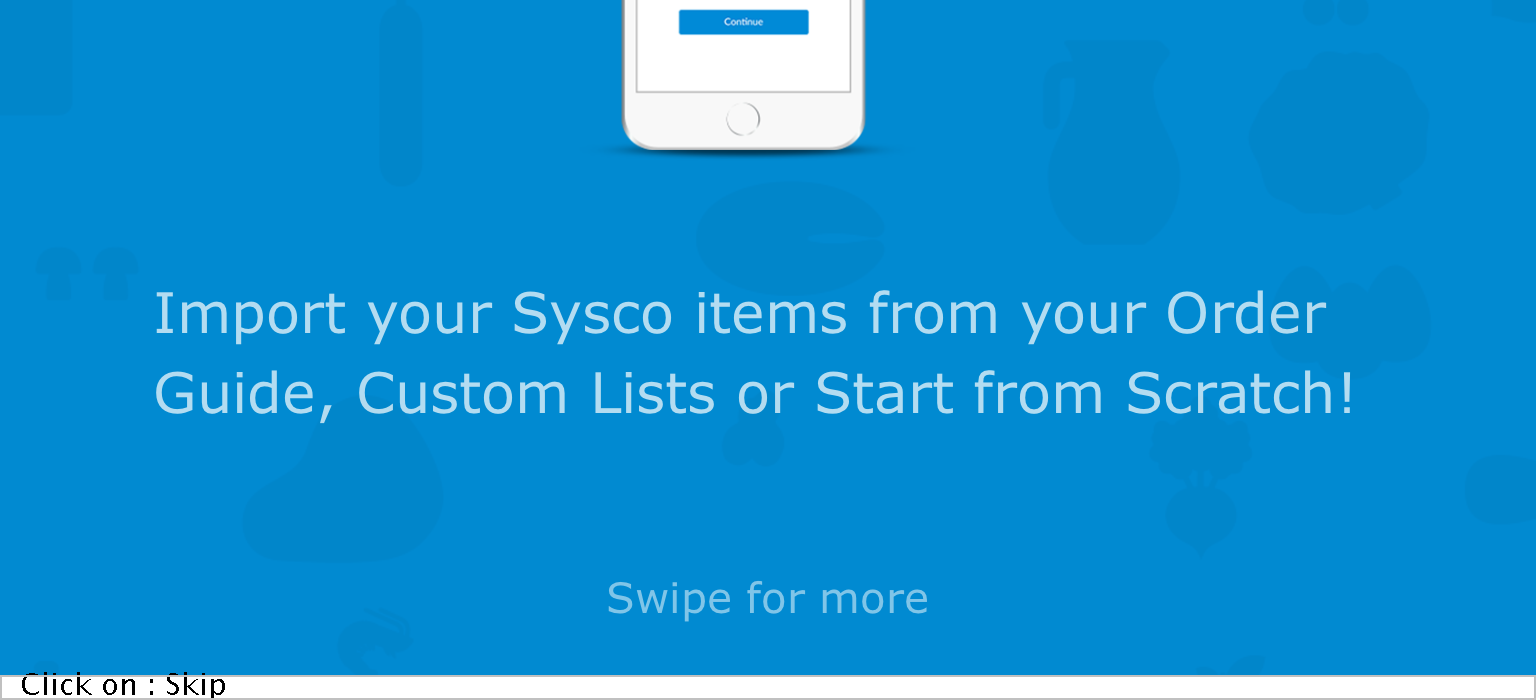 Continue
Import your Sysco items from your Order
Guide, Custom Lists or Start from Scratch!
Swipe for more
Click on : Skip